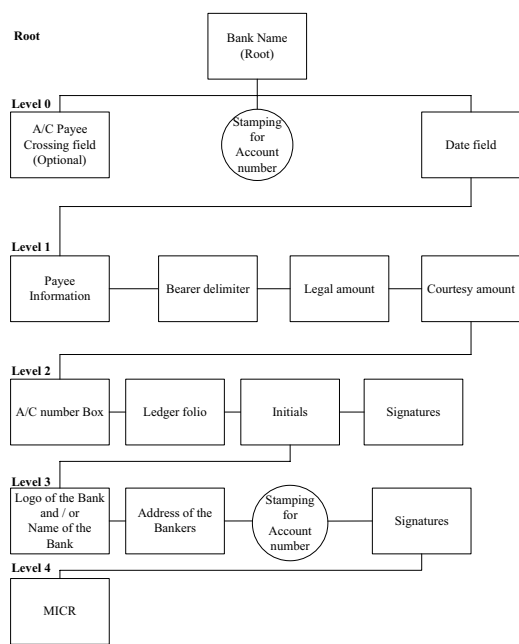 Root
Bank Name
(Root)
Level 0
A/C Payee
Crossing field
(Optional)
Stamping
for
Account
number
Date field
Level 1
Payee
Information
Bearer delimiter
Legal amount
Courtesy amount
Level 2
A/C number Box
Ledger folio
Initials
Signatures
Level 3
Logo of the Bank
and / or
Name of the
Bank
Address of the
Bankers
Stamping
for
Account
number
Signatures
Level 4
MICR